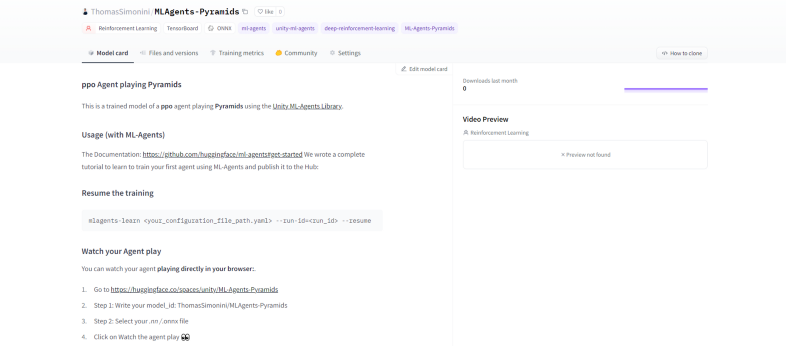 ThomasSimonini/MLAgents-Pyramids like 0
Reinforcement Learning TensorBoard ONNX ml-agents unity-ml-agents deep-reinforcement-learning ML-Agents-Pyramids
Model card Files and versions Training metrics Community Settings
</> How to clone
Edit model card
ppo Agent playing Pyramids
This is a trained model of a ppo agent playing Pyramids using the Unity ML-Agents Library.
Usage (with ML-Agents)
The Documentation: https://github.com/huggingface/ml-agents#get-started We wrote a complete
tutorial to learn to train your first agent using ML-Agents and publish it to the Hub:
Resume the training
mlagents-learn <your_configuration_file_path.yaml> --run-id=<run_id> --resume
Watch your Agent play
You can watch your agent playing directly in your browser:.
1. Go to https://huggingface.co/spaces/unity/ML-Agents-Pyramids
2. Step 1: Write your model_id: ThomasSimonini/MLAgents-Pyramids
3. Step 2: Select your .nn /.onnx file
4. Click on Watch the agent play 👀
Downloads last month
0
Video Preview
Reinforcement Learning
Preview not found